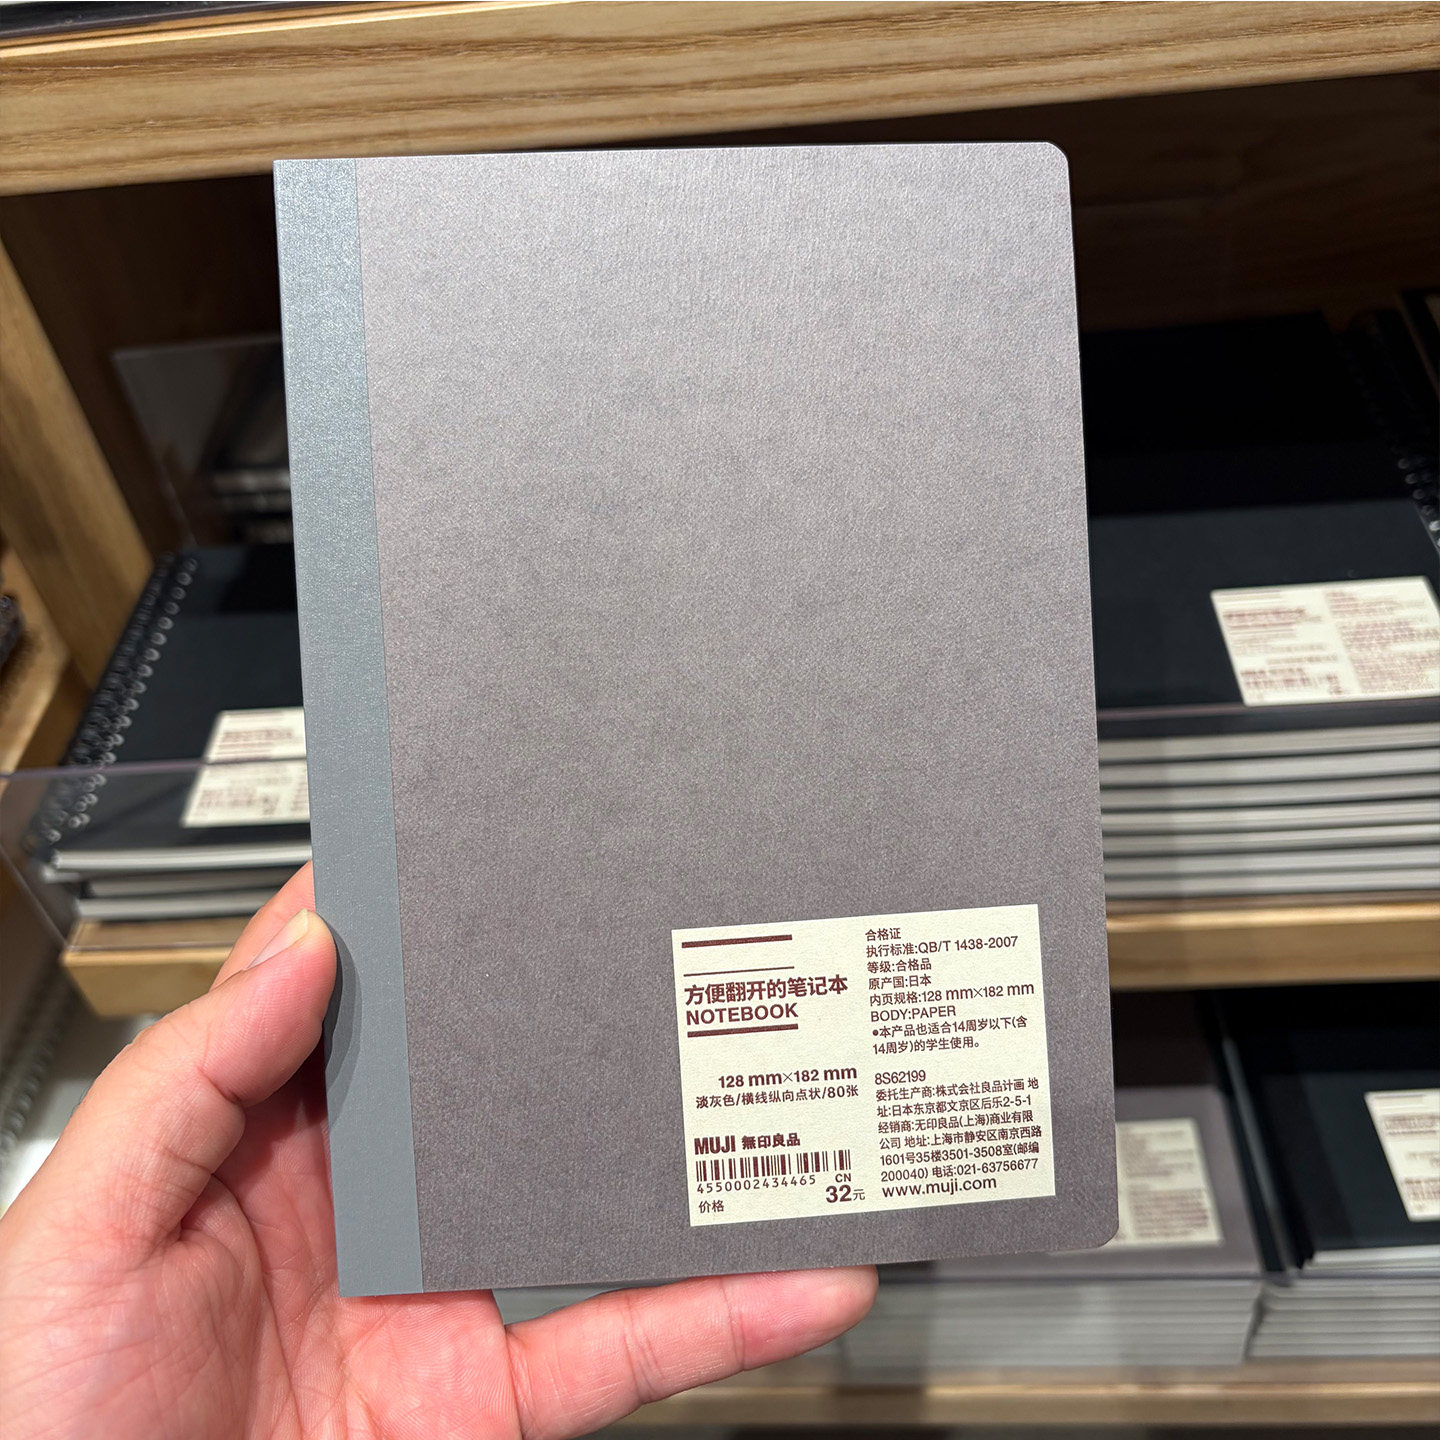 方便翻开的笔记本
NOTEBOOK
128 mm×182 mm
淡灰色/横线纵向点状/80张
MUJI 無印良品
4550002434465
CN
32元
价格
合格证
执行标准:QB/T 1438-2007
等级:合格品
原产国:日本
内页规格:128 mm×182 mm
BODY:PAPER
●本产品也适合14周岁以下(含
14周岁)的学生使用。
8S62199
委托生产商:株式会社良品计画 地
址:日本东京都文京区后乐2-5-1
经销商:无印良品(上海)商业有限
公司 地址:上海市静安区南京西路
1601号35楼3501-3508室(邮编
200040) 电话:021-63756677
www.muji.com